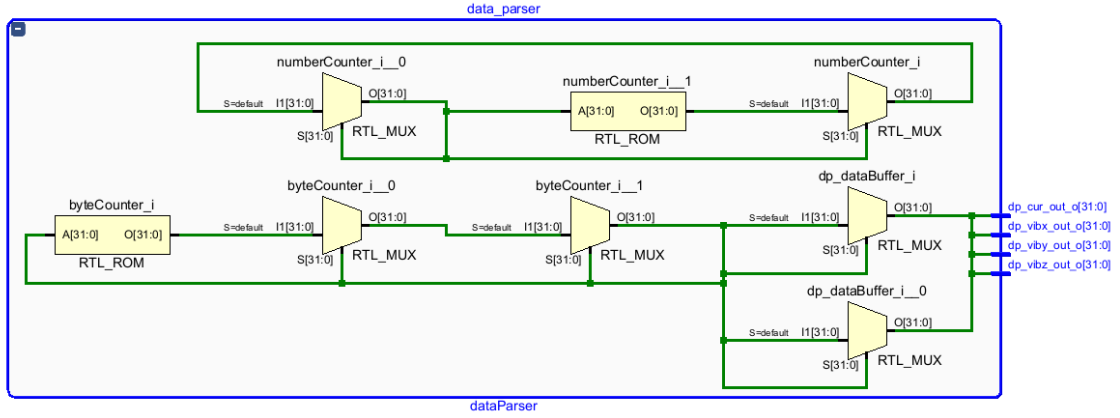 data_parser
numberCounter_i__0
S=default I1[31:0] O[31:0]
S[31:0] RTL_MUX
numberCounter_i__1
A[31:0] O[31:0]
RTL_ROM
numberCounter_i
S=default I1[31:0] O[31:0]
S[31:0] RTL_MUX
byteCounter_i
A[31:0] O[31:0]
RTL_ROM
byteCounter_i__0
S=default I1[31:0] O[31:0]
S[31:0] RTL_MUX
byteCounter_i__1
S=default I1[31:0] O[31:0]
S[31:0] RTL_MUX
dp_dataBuffer_i
S=default I1[31:0] O[31:0]
S[31:0] RTL_MUX
dp_dataBuffer_i__0
S=default I1[31:0] O[31:0]
S[31:0] RTL_MUX
dp_cur_out_o[31:0]
dp_vibx_out_o[31:0]
dp_viby_out_o[31:0]
dp_vibz_out_o[31:0]
dataParser